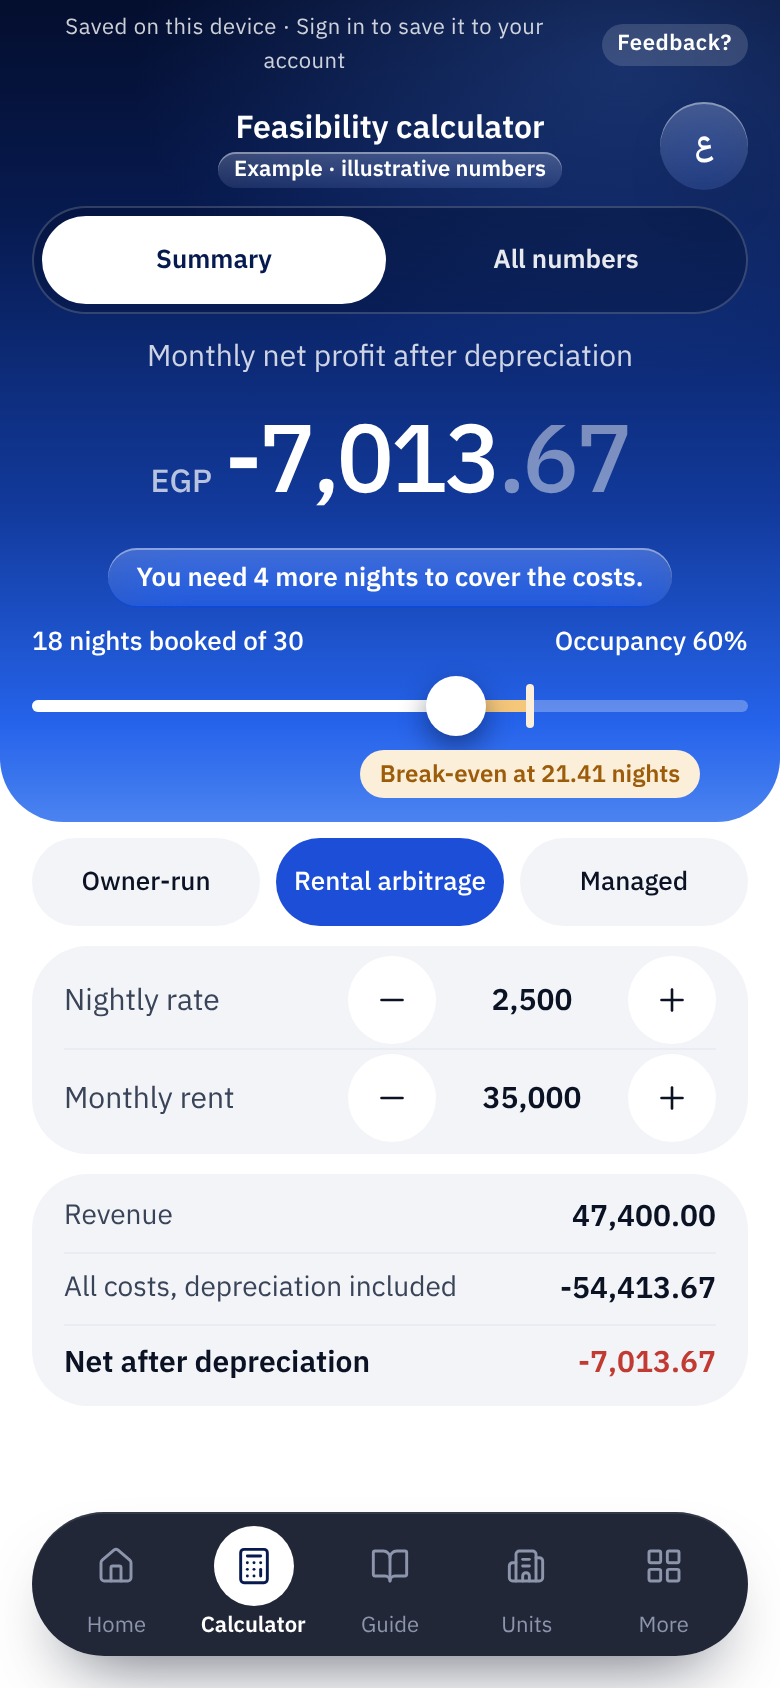 Saved on this device · Sign in to save it to your
account
Feedback?
Feasibility calculator
Example · illustrative numbers
ع
Summary
All numbers
Monthly net profit after depreciation
EGP -7,013.67
You need 4 more nights to cover the costs.
18 nights booked of 30
Occupancy 60%
Break-even at 21.41 nights
Owner-run
Rental arbitrage
Managed
Nightly rate
2,500
Monthly rent
35,000
Revenue
47,400.00
All costs, depreciation included
-54,413.67
Net after depreciation
-7,013.67
Home
Calculator
Guide
Units
More